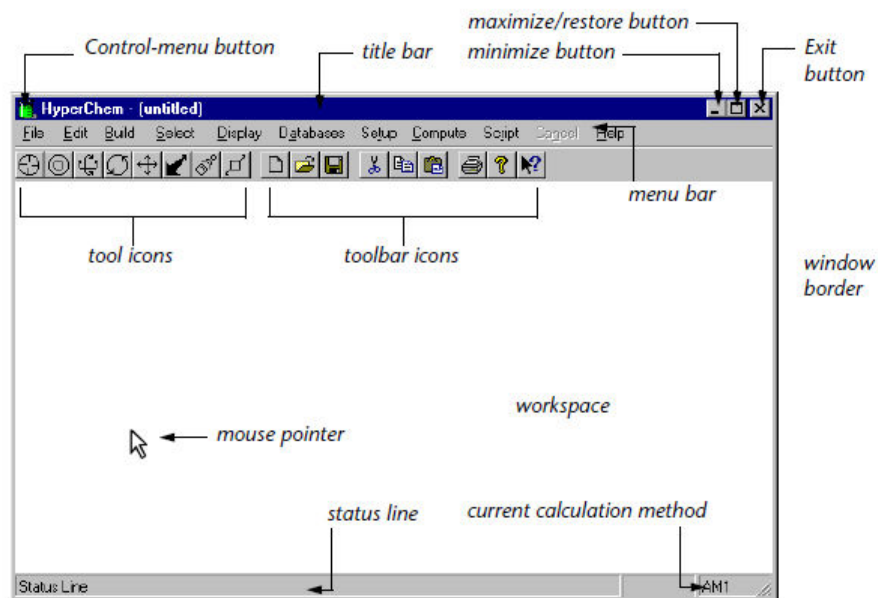 maximize/restore button
Control-menu button
title bar
minimize button
Exit
button
HyperChem - (untitled)
File Edit Build Select Display Databases Setup Compute Script Cancel Help
menu bar
tool icons
toolbar icons
window
border
workspace
mouse pointer
status line
current calculation method
Status Line
AM1